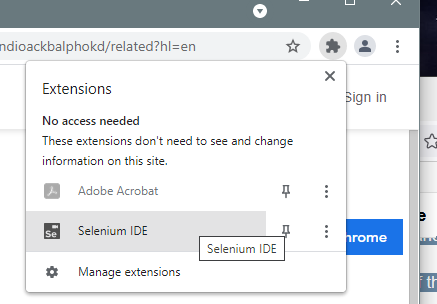 ndioackbalphokd/related?hl=en
Extensions
Sign in
No access needed
These extensions don't need to see and change
information on this site.
Adobe Acrobat
Se Selenium IDE
hrome
Selenium IDE
Manage extensions